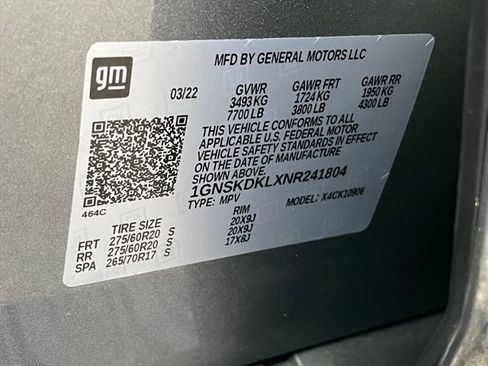 gm
MFD BY GENERAL MOTORS LLC
03/22 GVWR GAWR FRT GAWR RR
3493 KG 1724 KG 1950 KG
7700 LB 3800 LB 4300 LB
THIS VEHICLE CONFORMS TO ALL
APPLICABLE U.S. FEDERAL MOTOR
VEHICLE SAFETY STANDARDS IN EFFECT
ON THE DATE OF MANUFACTURE
SHOWN ABOVE.
1GNSKDKLXNR241804
TYPE: MPV MODEL: X4CK10906
464C
TIRE SIZE RIM
FRT 275/60R20 S 20X9J
RR 275/60R20 S 20X9J
SPA 265/70R17 S 17X8J